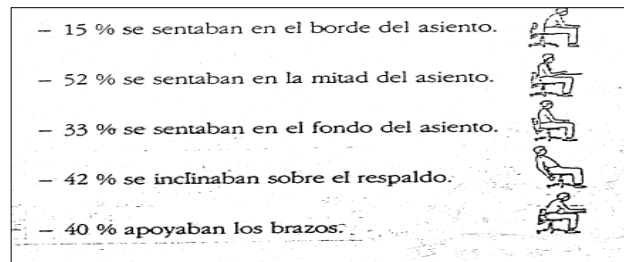 – 15 % se sentaban en el borde del asiento.
– 52 % se sentaban en la mitad del asiento.
– 33 % se sentaban en el fondo del asiento.
– 42 % se inclinaban sobre el respaldo.
– 40 % apoyaban los brazos.